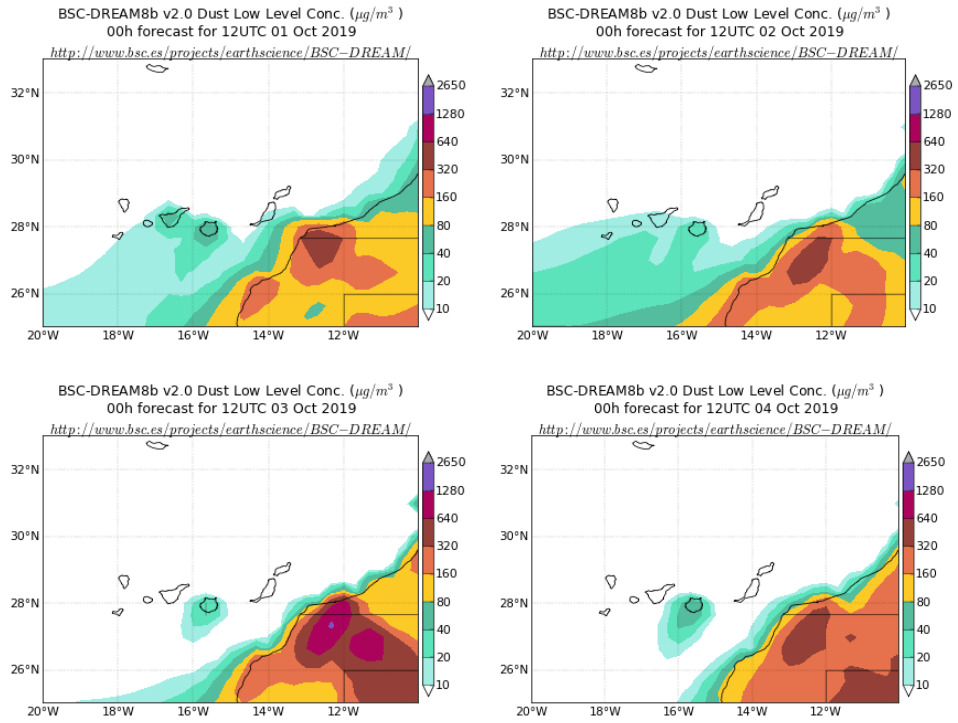 BSC-DREAM8b v2.0 Dust Low Level Conc. (μg/m³ )
00h forecast for 12UTC 01 Oct 2019
http://www.bsc.es/projects/earthscience/BSC−DREAM/
32°N
30°N
28°N
26°N
20°W 18°W 16°W 14°W 12°W
2650
1280
640
320
160
80
40
20
10
BSC-DREAM8b v2.0 Dust Low Level Conc. (μg/m³ )
00h forecast for 12UTC 02 Oct 2019
http://www.bsc.es/projects/earthscience/BSC−DREAM/
32°N
30°N
28°N
26°N
20°W 18°W 16°W 14°W 12°W
2650
1280
640
320
160
80
40
20
10
BSC-DREAM8b v2.0 Dust Low Level Conc. (μg/m³ )
00h forecast for 12UTC 03 Oct 2019
http://www.bsc.es/projects/earthscience/BSC−DREAM/
32°N
30°N
28°N
26°N
20°W 18°W 16°W 14°W 12°W
2650
1280
640
320
160
80
40
20
10
BSC-DREAM8b v2.0 Dust Low Level Conc. (μg/m³ )
00h forecast for 12UTC 04 Oct 2019
http://www.bsc.es/projects/earthscience/BSC−DREAM/
32°N
30°N
28°N
26°N
20°W 18°W 16°W 14°W 12°W
2650
1280
640
320
160
80
40
20
10